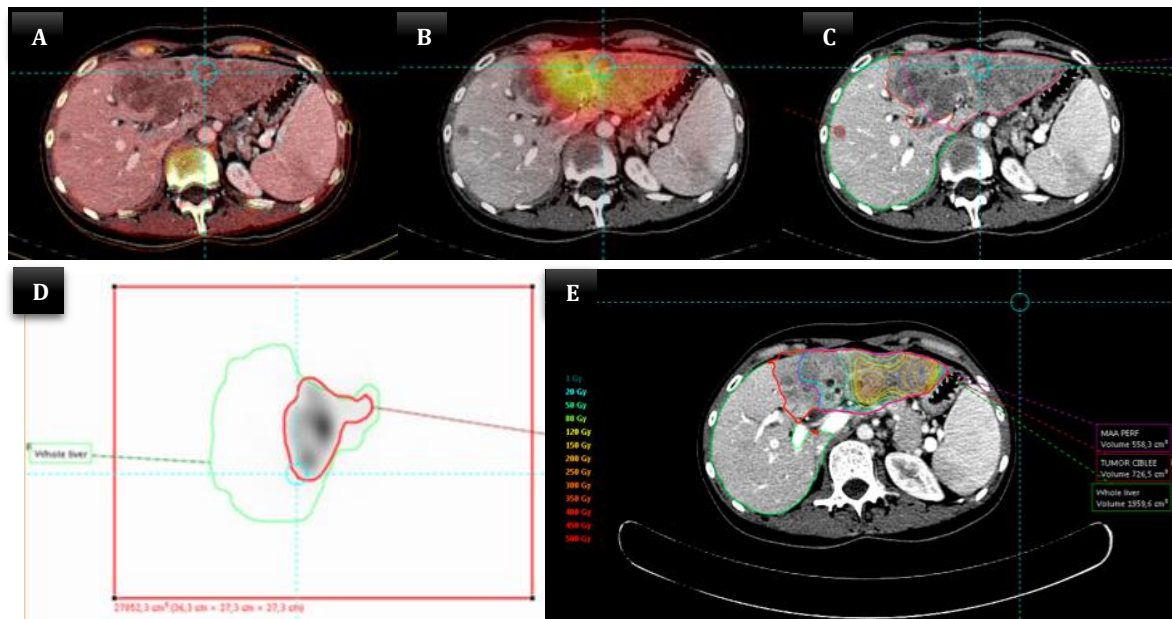 A
B
C
D
Whole liver
27052,3 cm³ (36,3 cm × 27,3 cm × 27,3 cm)
E
1 Gy
20 Gy
50 Gy
80 Gy
120 Gy
150 Gy
200 Gy
250 Gy
300 Gy
350 Gy
400 Gy
450 Gy
500 Gy
MAA PERF
Volume 558,3 cm³
TUMOR CIBLEE
Volume 726,5 cm³
Whole liver
Volume 1959,6 cm³